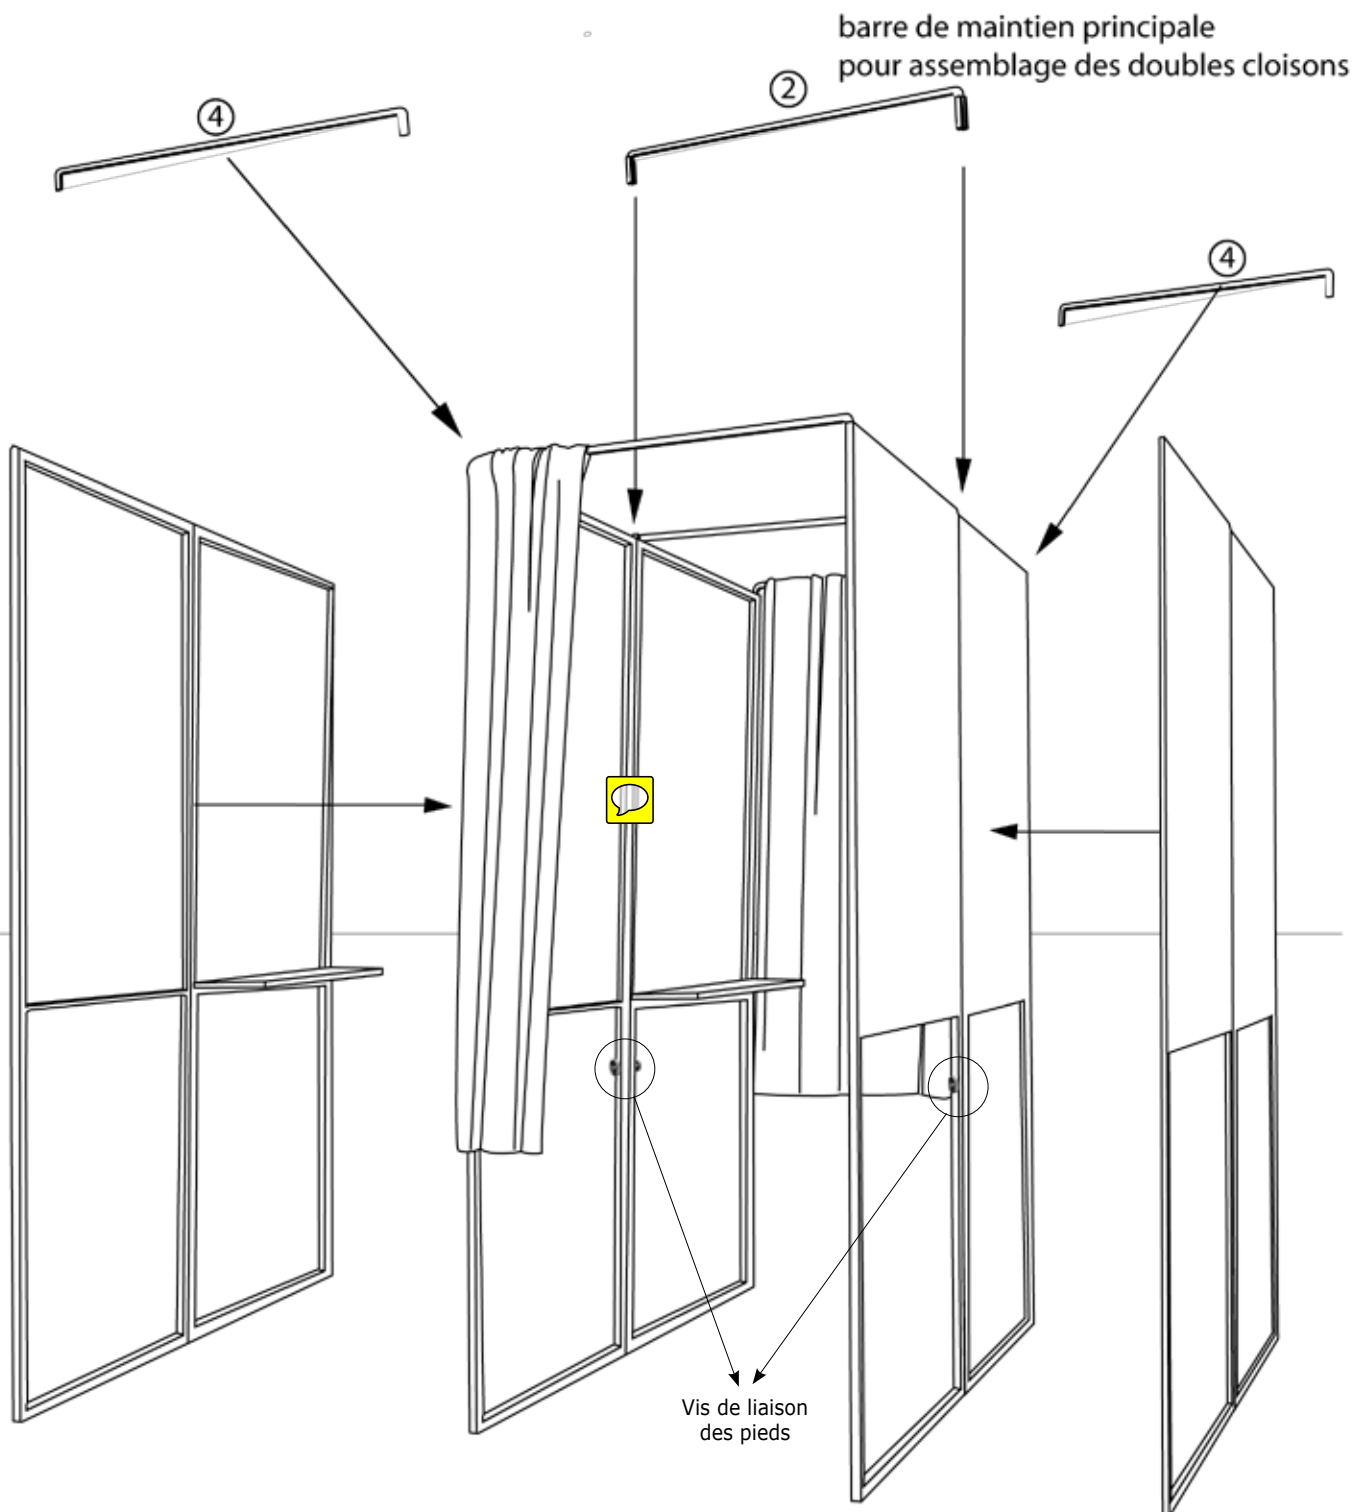 barre de maintien principale
pour assemblage des doubles cloisons
④
②
④
Vis de liaison
des pieds